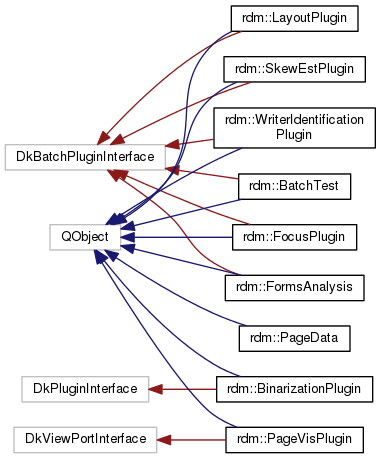 rdm::LayoutPlugin
rdm::SkewEstPlugin
rdm::WriterIdentification
Plugin
DkBatchPluginInterface
rdm::BatchTest
QObject
rdm::FocusPlugin
rdm::FormsAnalysis
rdm::PageData
DkPluginInterface
rdm::BinarizationPlugin
DkViewPortInterface
rdm::PageVisPlugin